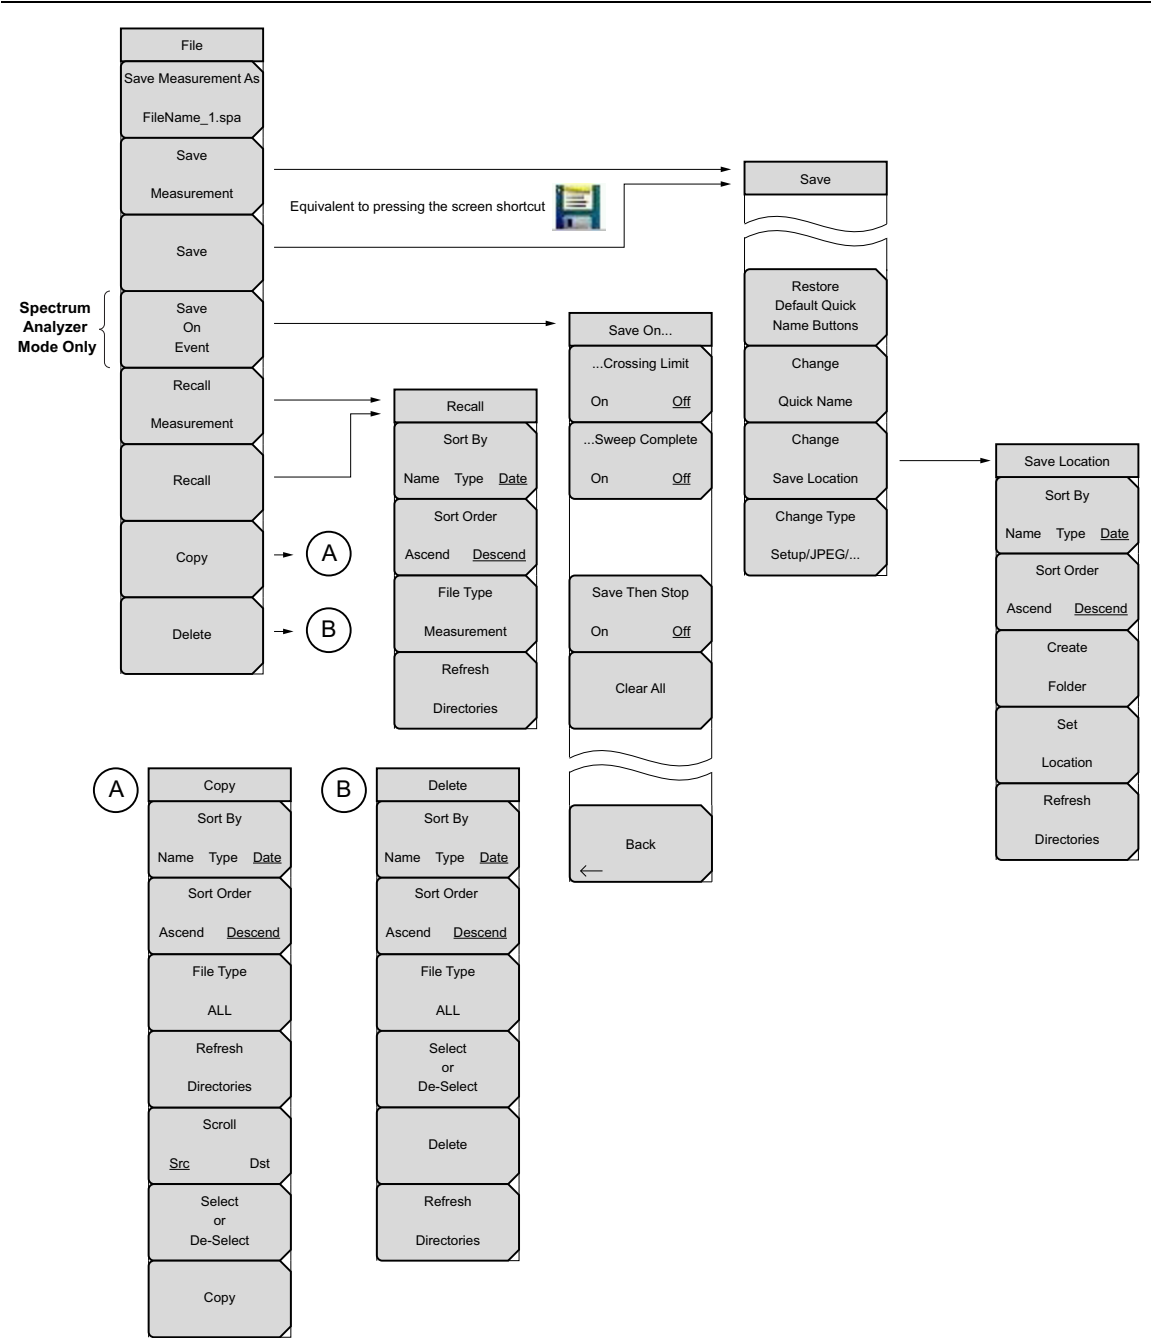 File
Save Measurement As
FileName_1.spa
Save
Measurement
Save
Save
On
Event
Recall
Measurement
Recall
Copy
Delete
Spectrum
Analyzer
Mode Only
Equivalent to pressing the screen shortcut
A
B
Recall
Sort By
Name Type Date
Sort Order
Ascend Descend
File Type
Measurement
Refresh
Directories
Save On...
...Crossing Limit
On Off
...Sweep Complete
On Off
Save Then Stop
On Off
Clear All
Back
Save
Restore
Default Quick
Name Buttons
Change
Quick Name
Change
Save Location
Change Type
Setup/JPEG/...
Save Location
Sort By
Name Type Date
Sort Order
Ascend Descend
Create
Folder
Set
Location
Refresh
Directories
A
Copy
Sort By
Name Type Date
Sort Order
Ascend Descend
File Type
ALL
Refresh
Directories
Scroll
Src Dst
Select
or
De-Select
Copy
B
Delete
Sort By
Name Type Date
Sort Order
Ascend Descend
File Type
ALL
Select
or
De-Select
Delete
Refresh
Directories